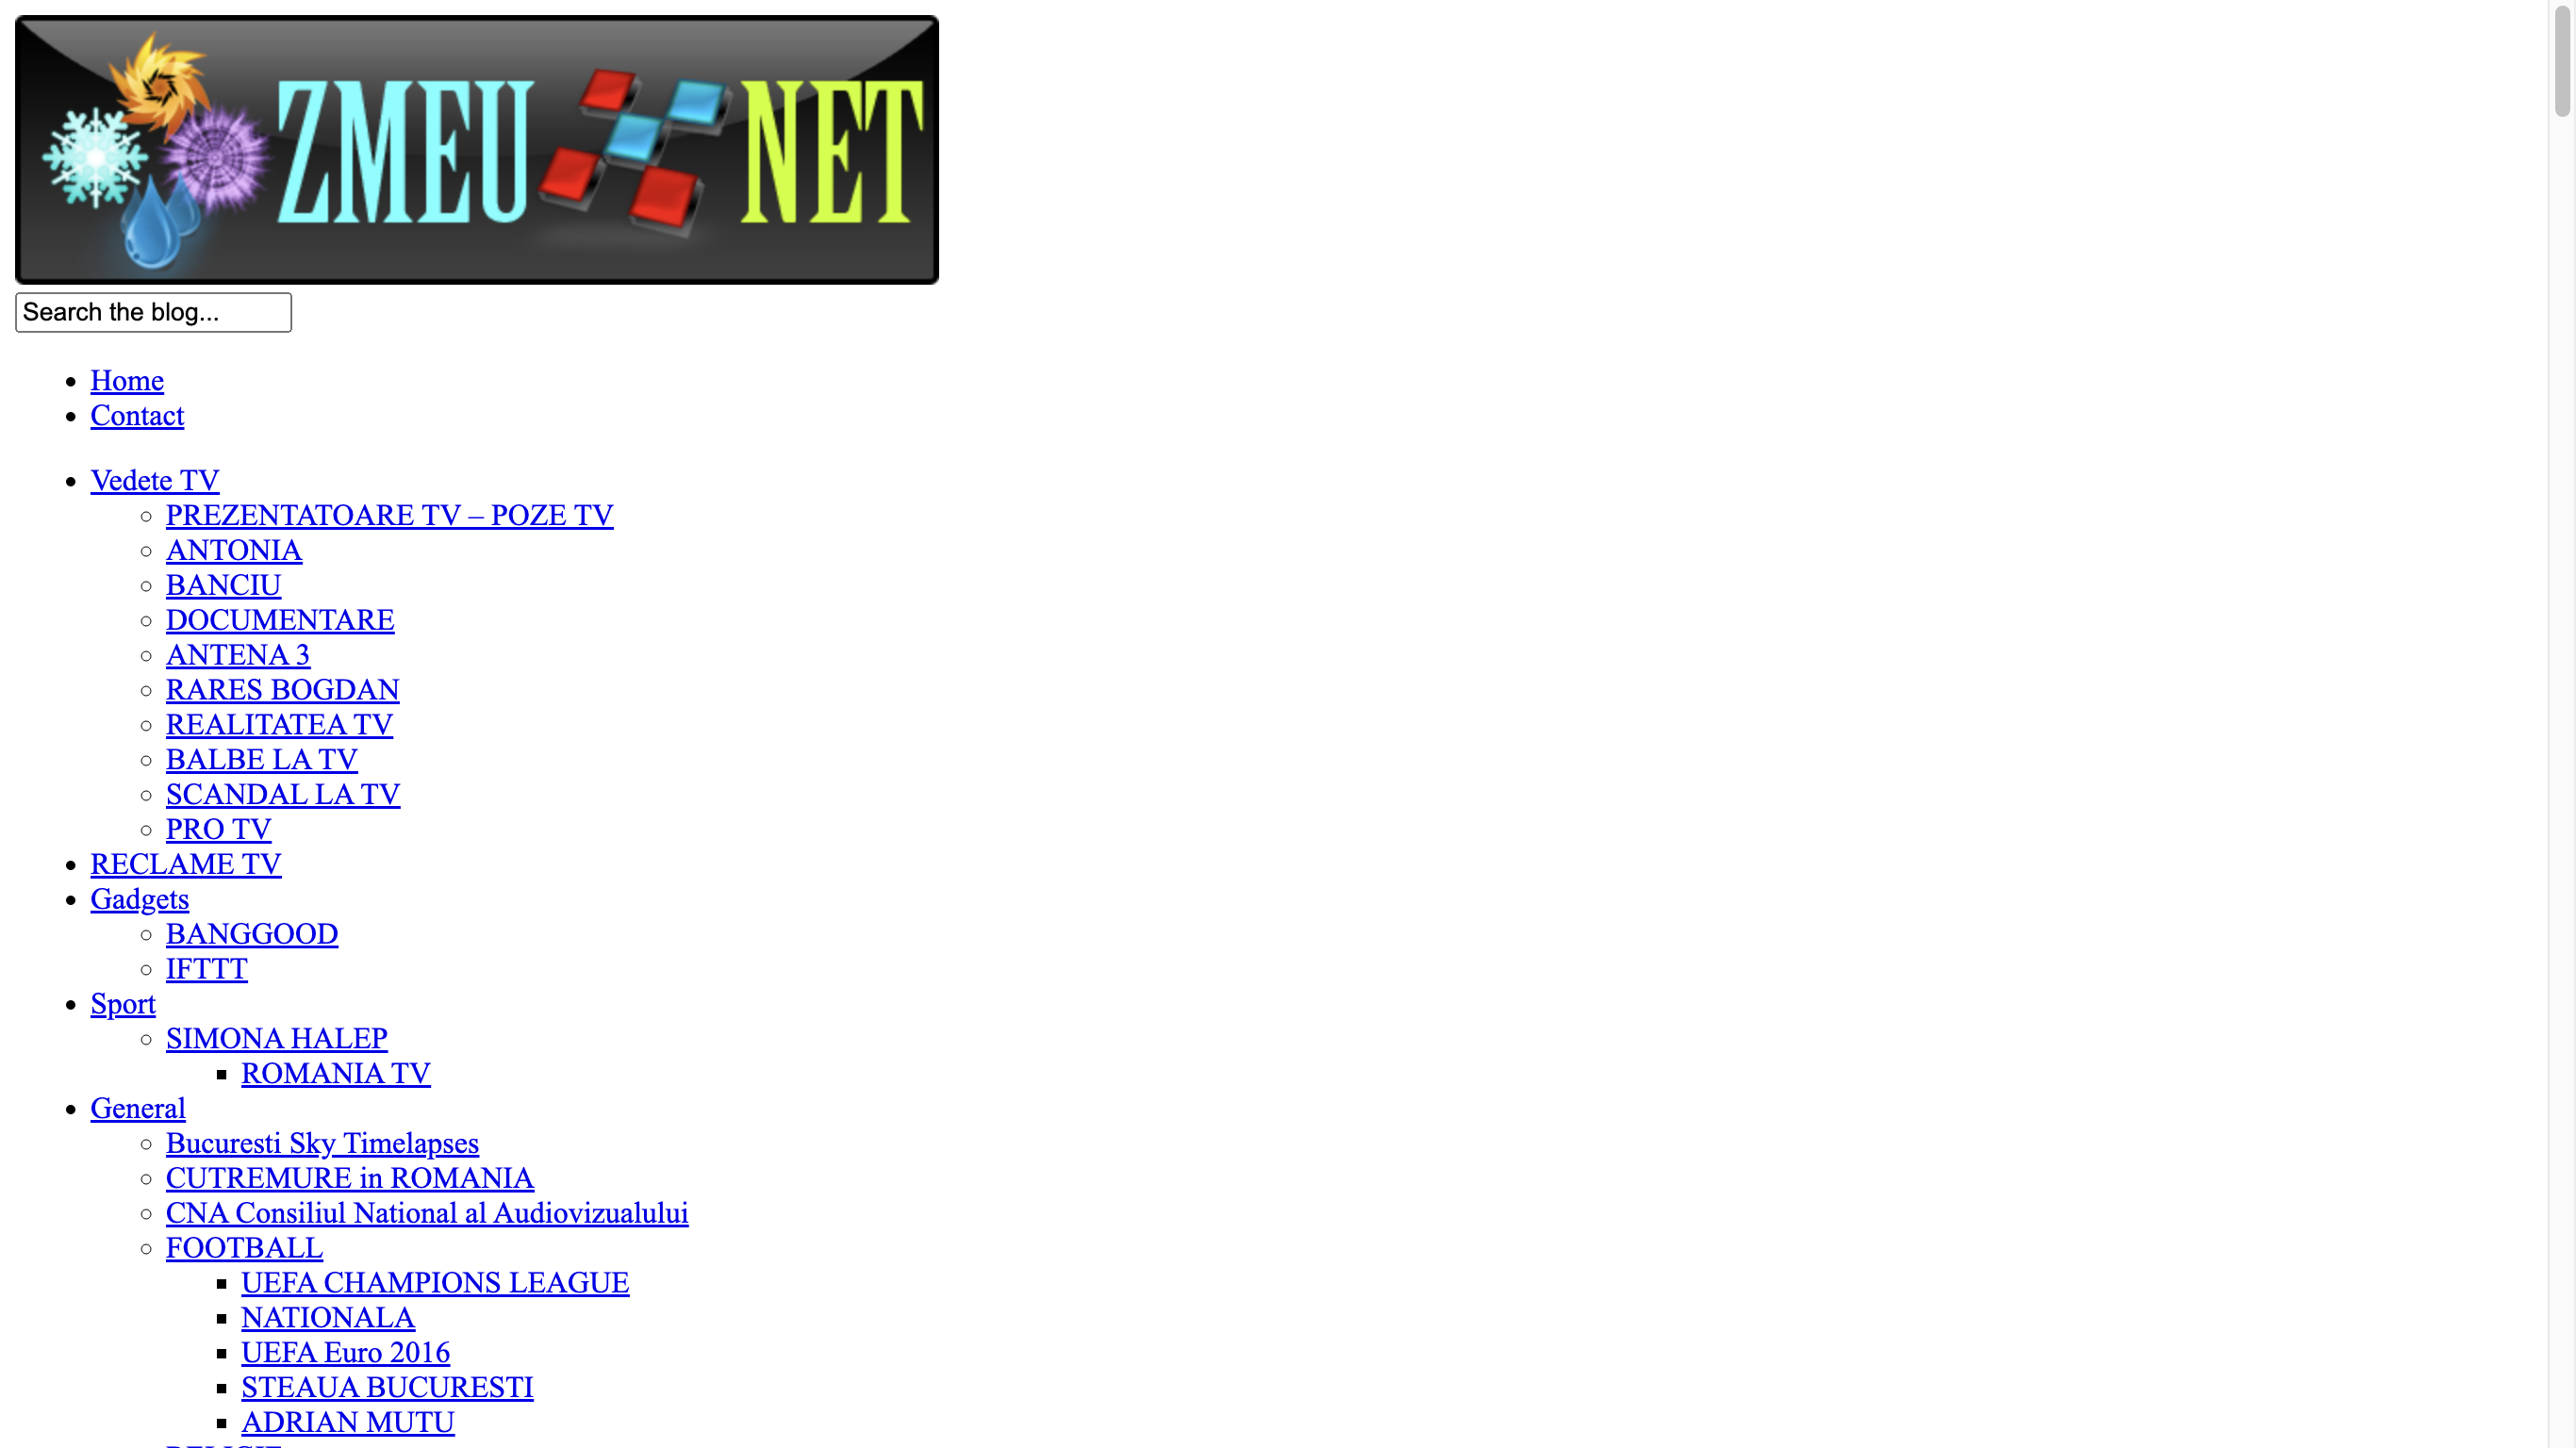 ZMEU NET
Search the blog...
Home
Contact
Vedete TV
PREZENTATOARE TV – POZE TV
ANTONIA
BANCIU
DOCUMENTARE
ANTENA 3
RARES BOGDAN
REALITATEA TV
BALBE LA TV
SCANDAL LA TV
PRO TV
RECLAME TV
Gadgets
BANGGOOD
IFTTT
Sport
SIMONA HALEP
ROMANIA TV
General
Bucuresti Sky Timelapses
CUTREMURE in ROMANIA
CNA Consiliul National al Audiovizualului
FOOTBALL
UEFA CHAMPIONS LEAGUE
NATIONALA
UEFA Euro 2016
STEAUA BUCURESTI
ADRIAN MUTU